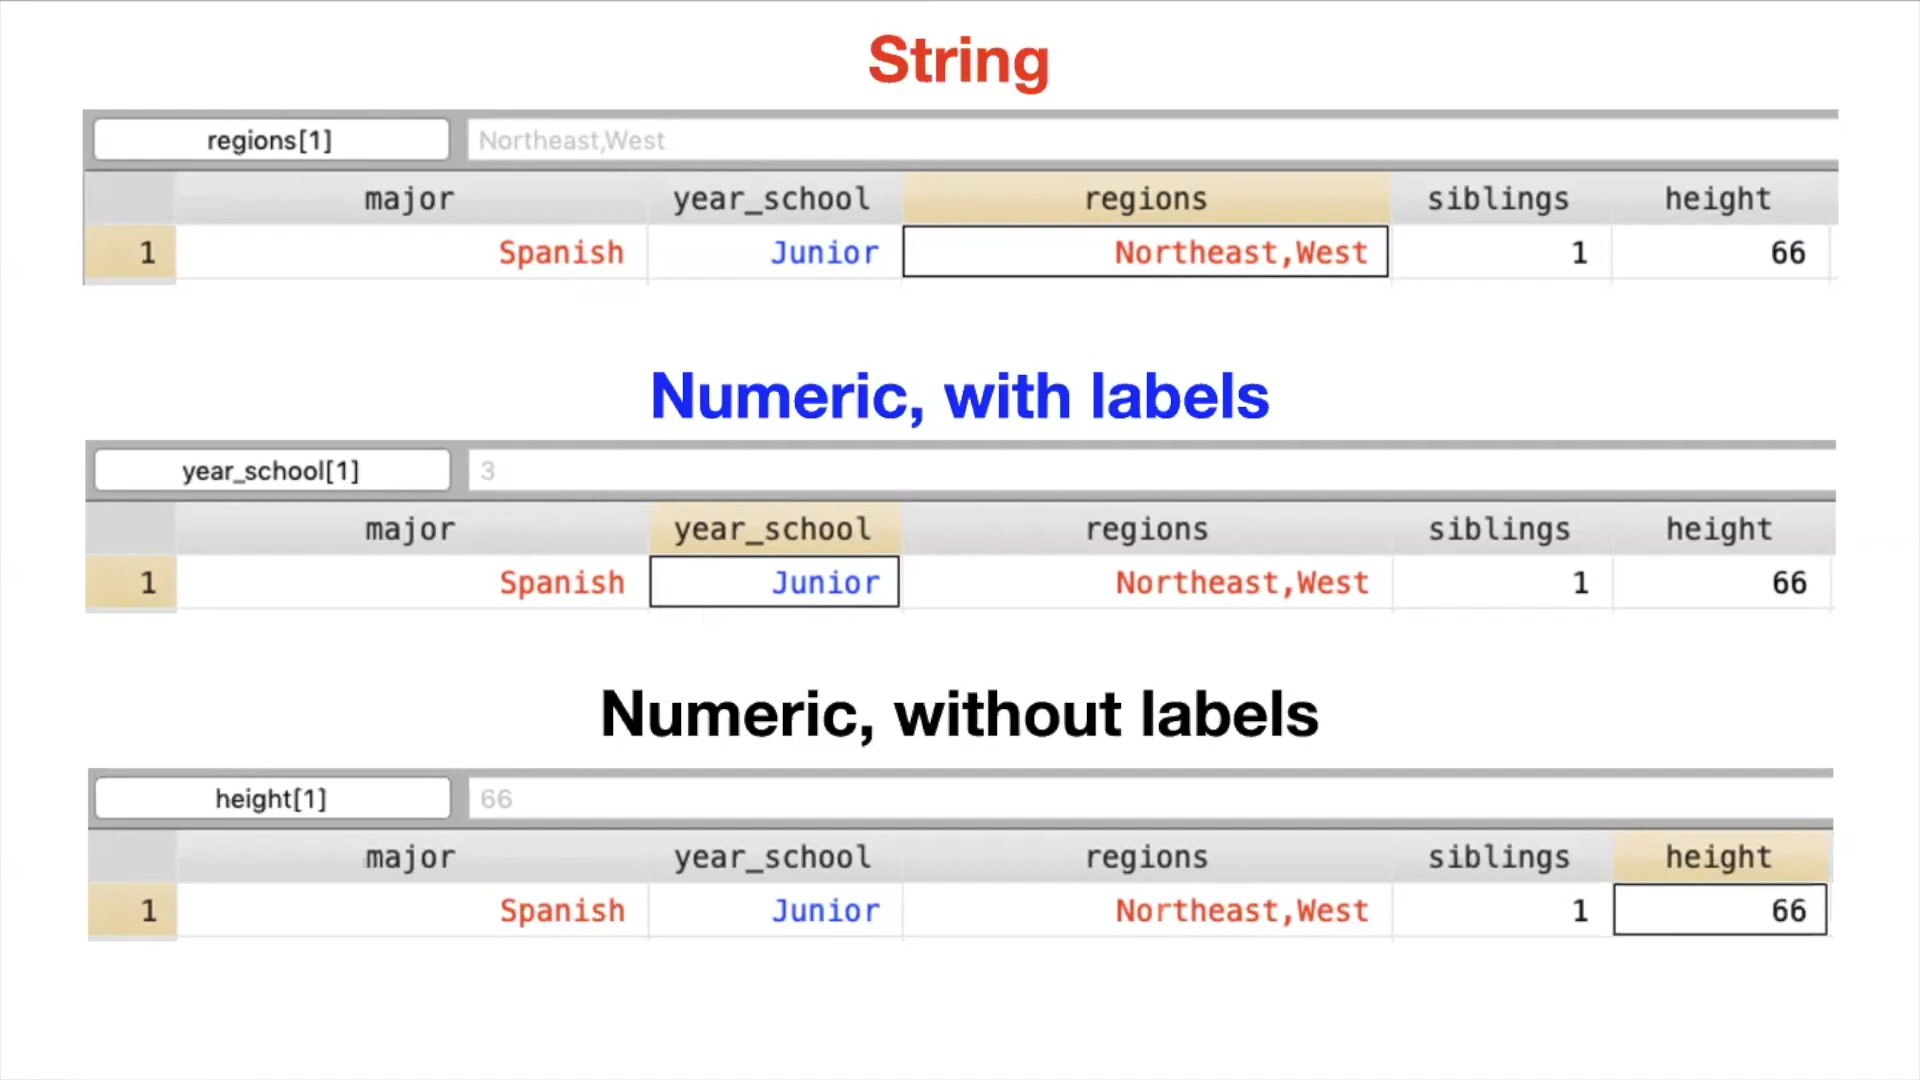 String
regions[1] Northeast,West
major year_school regions siblings height
1 Spanish Junior Northeast,West 1 66
Numeric, with labels
year_school[1] 3
major year_school regions siblings height
1 Spanish Junior Northeast,West 1 66
Numeric, without labels
height[1] 66
major year_school regions siblings height
1 Spanish Junior Northeast,West 1 66